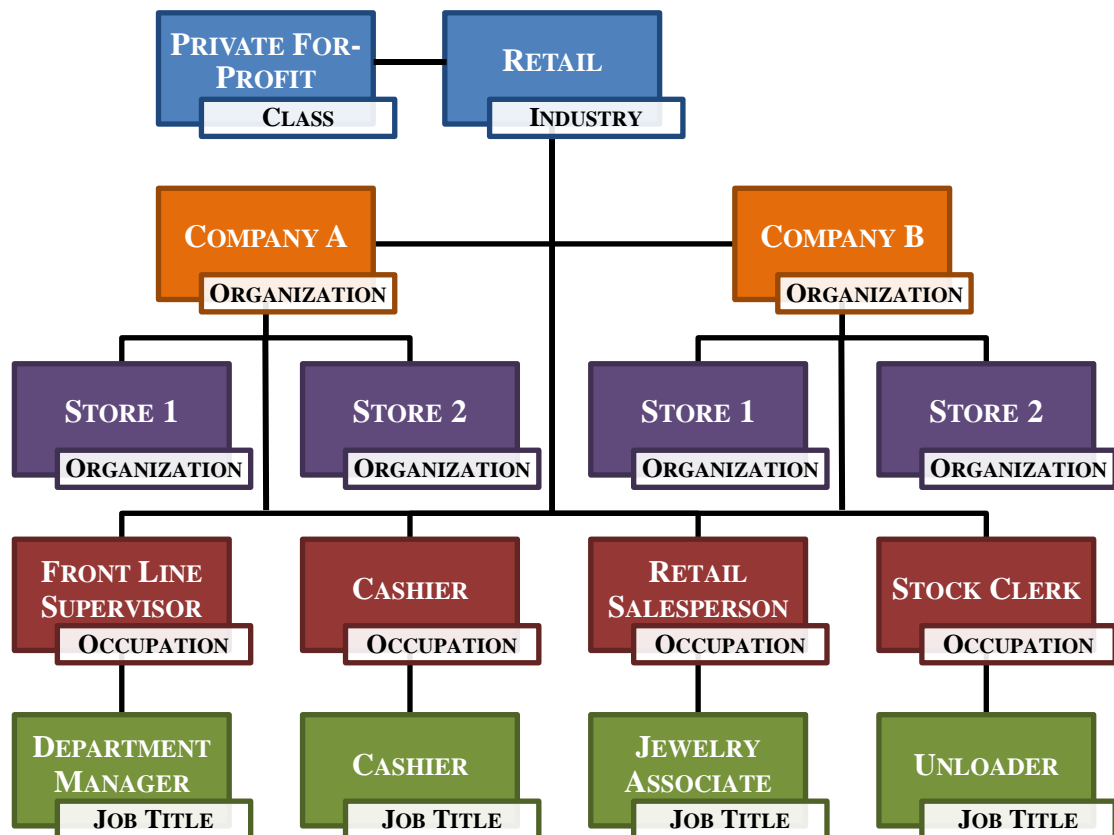 PRIVATE FOR-
PROFIT
CLASS
RETAIL
INDUSTRY
COMPANY A
ORGANIZATION
COMPANY B
ORGANIZATION
STORE 1
ORGANIZATION
STORE 2
ORGANIZATION
STORE 1
ORGANIZATION
STORE 2
ORGANIZATION
FRONT LINE
SUPERVISOR
OCCUPATION
CASHIER
OCCUPATION
RETAIL
SALESPERSON
OCCUPATION
STOCK CLERK
OCCUPATION
DEPARTMENT
MANAGER
JOB TITLE
CASHIER
JOB TITLE
JEWELRY
ASSOCIATE
JOB TITLE
UNLOADER
JOB TITLE